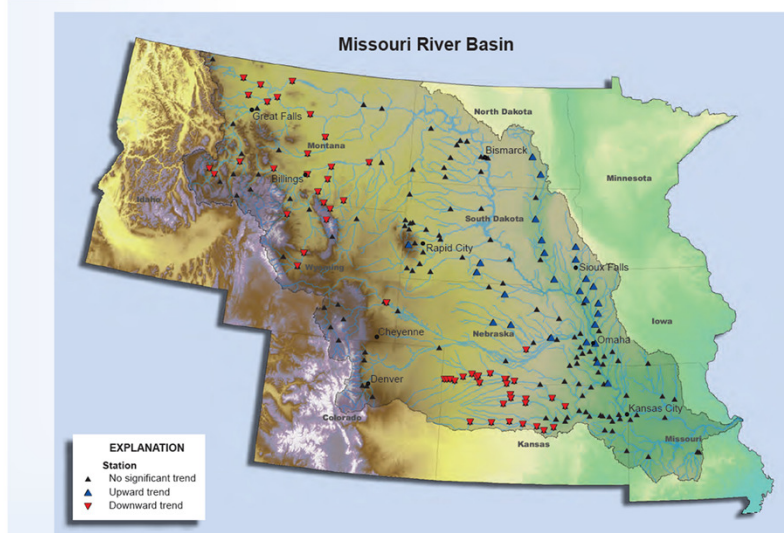 Missouri River Basin
North Dakota
Great Falls
Montana
Bismarck
Minnesota
Billings
Idaho
South Dakota
Rapid City
Sioux Falls
Wyoming
Iowa
Cheyenne
Nebraska
Omaha
Denver
Colorado
Kansas City
Missouri
Kansas
EXPLANATION
Station
No significant trend
Upward trend
Downward trend